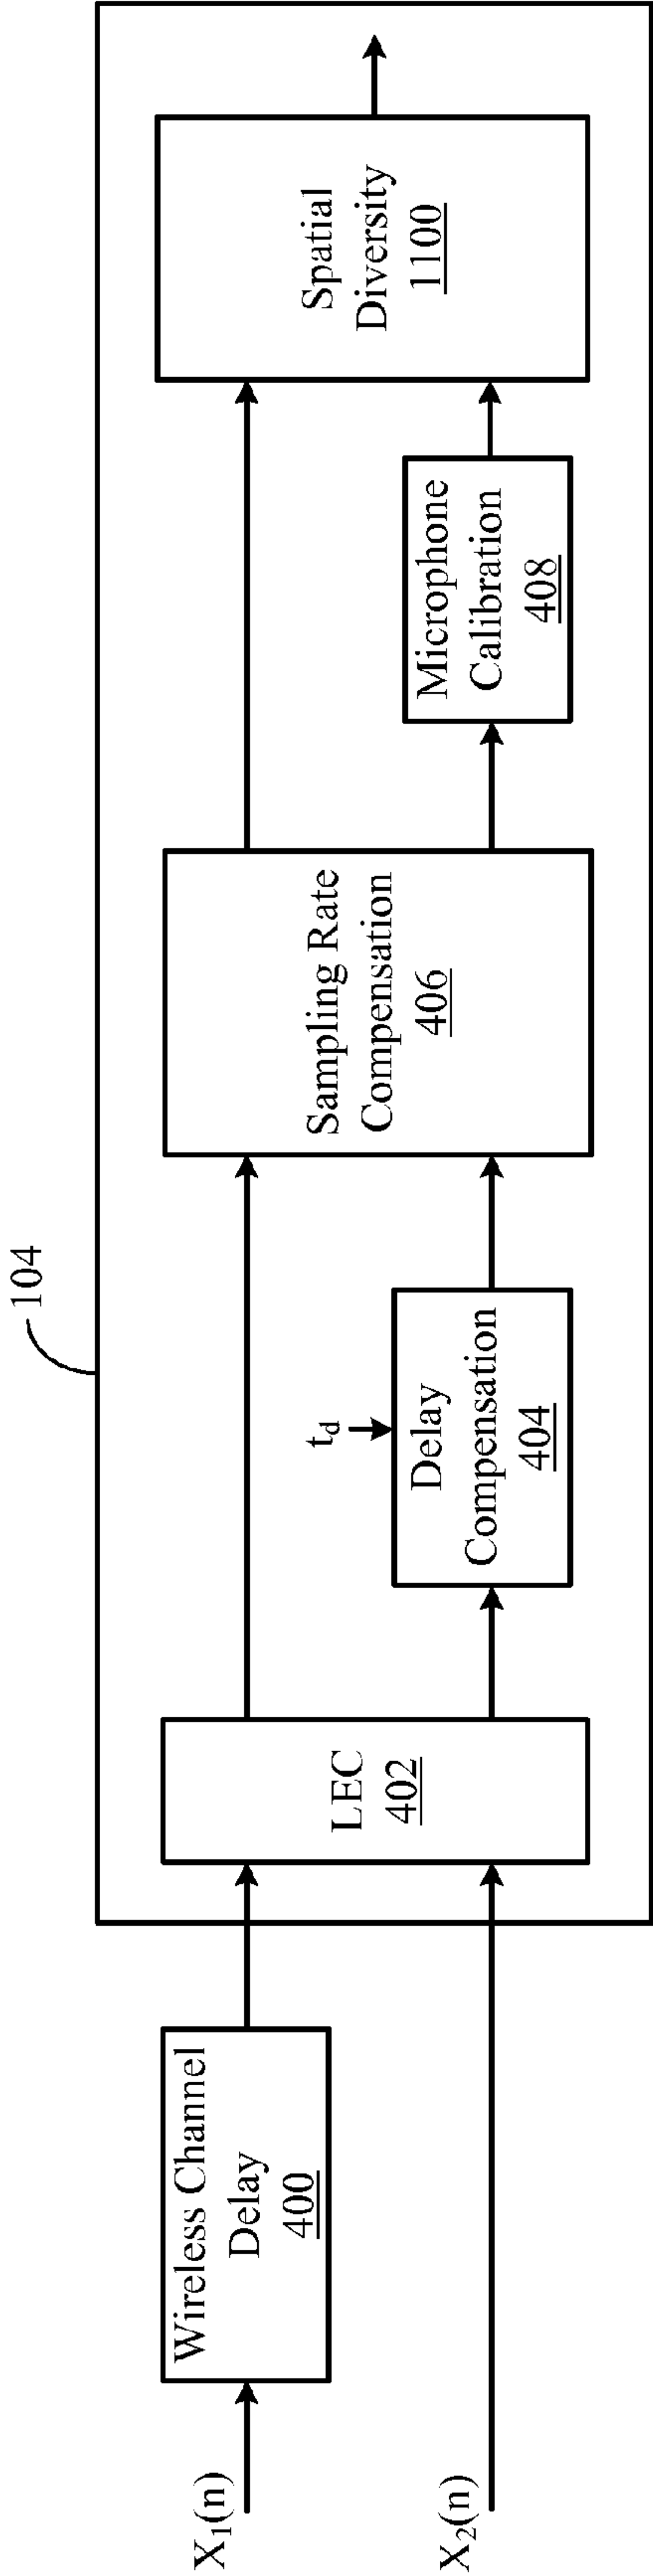 104
X1(n)
Wireless Channel
Delay
400
X2(n)
LEC
402
td
Delay
Compensation
404
Sampling Rate
Compensation
406
Microphone
Calibration
408
Spatial
Diversity
1100